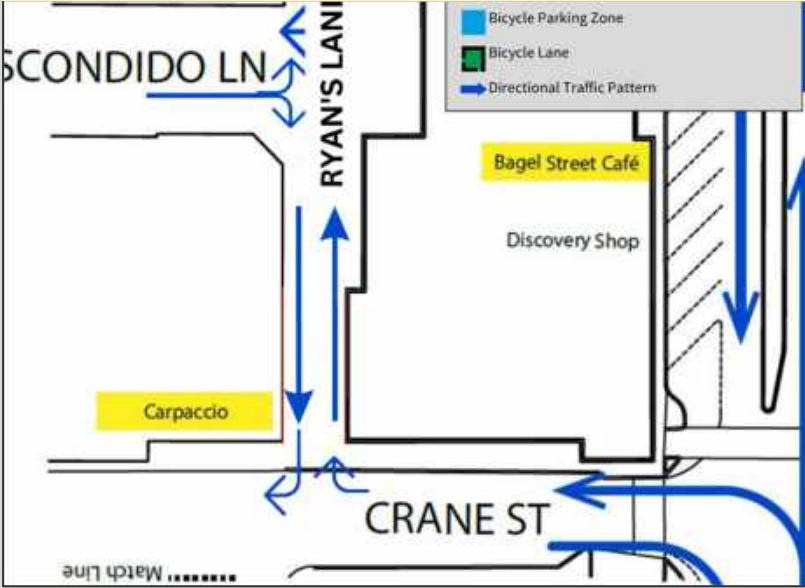 Bicycle Parking Zone
Bicycle Lane
Directional Traffic Pattern
SCONDIDO LN
RYAN'S LANE
Bagel Street Café
Discovery Shop
Carpaccio
CRANE ST
Match Line